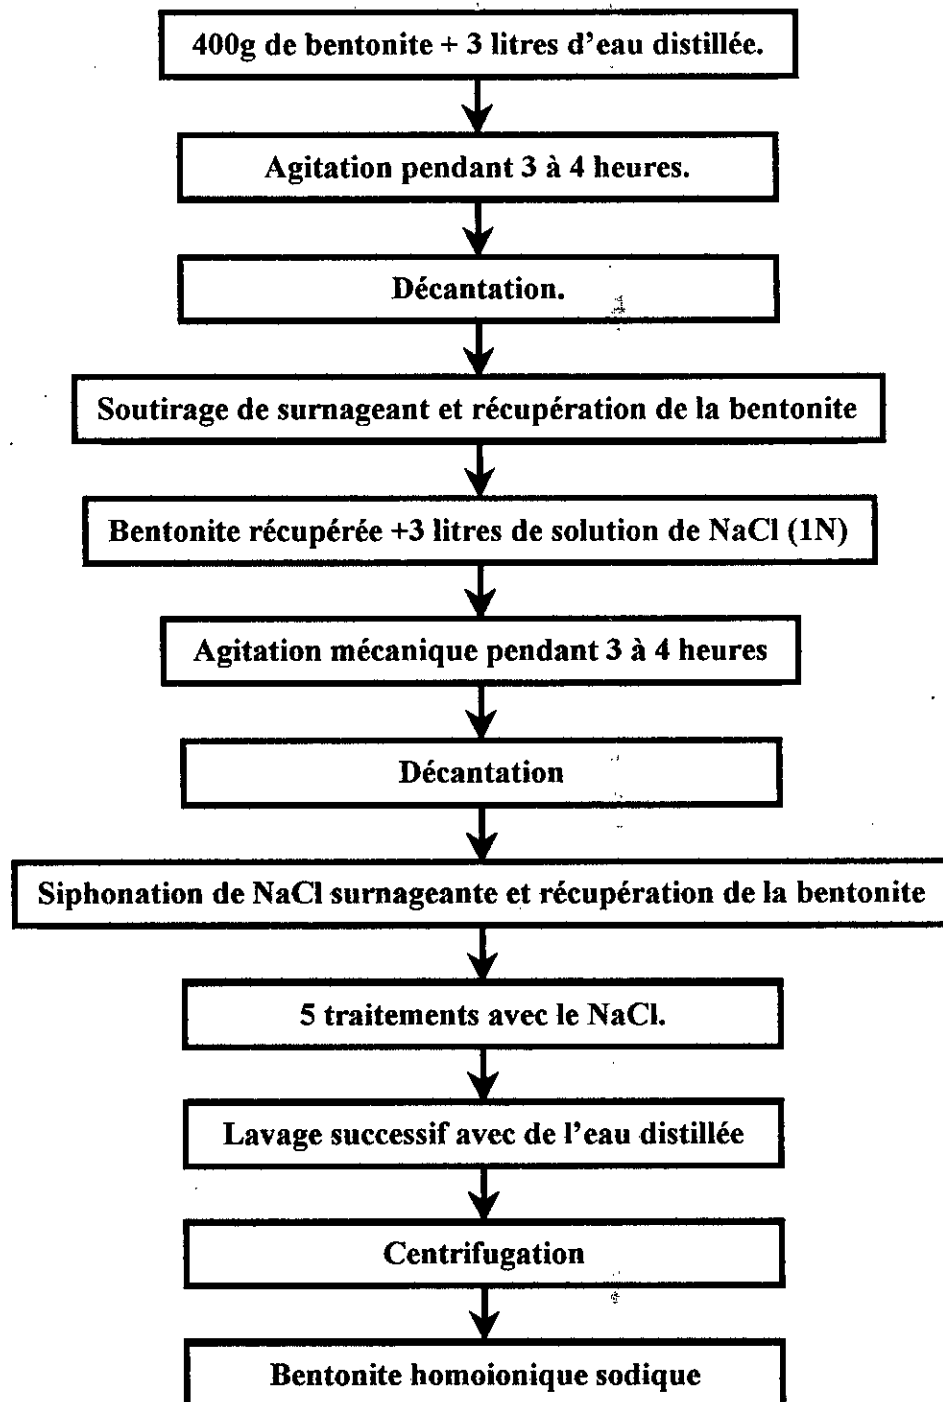 400g de bentonite + 3 litres d'eau distillée.
Agitation pendant 3 à 4 heures.
Décantation.
Soutirage de surnageant et récupération de la bentonite
Bentonite récupérée +3 litres de solution de NaCl (1N)
Agitation mécanique pendant 3 à 4 heures
Décantation
Siphonation de NaCl surnageante et récupération de la bentonite
5 traitements avec le NaCl.
Lavage successif avec de l'eau distillée
Centrifugation
Bentonite homoionique sodique